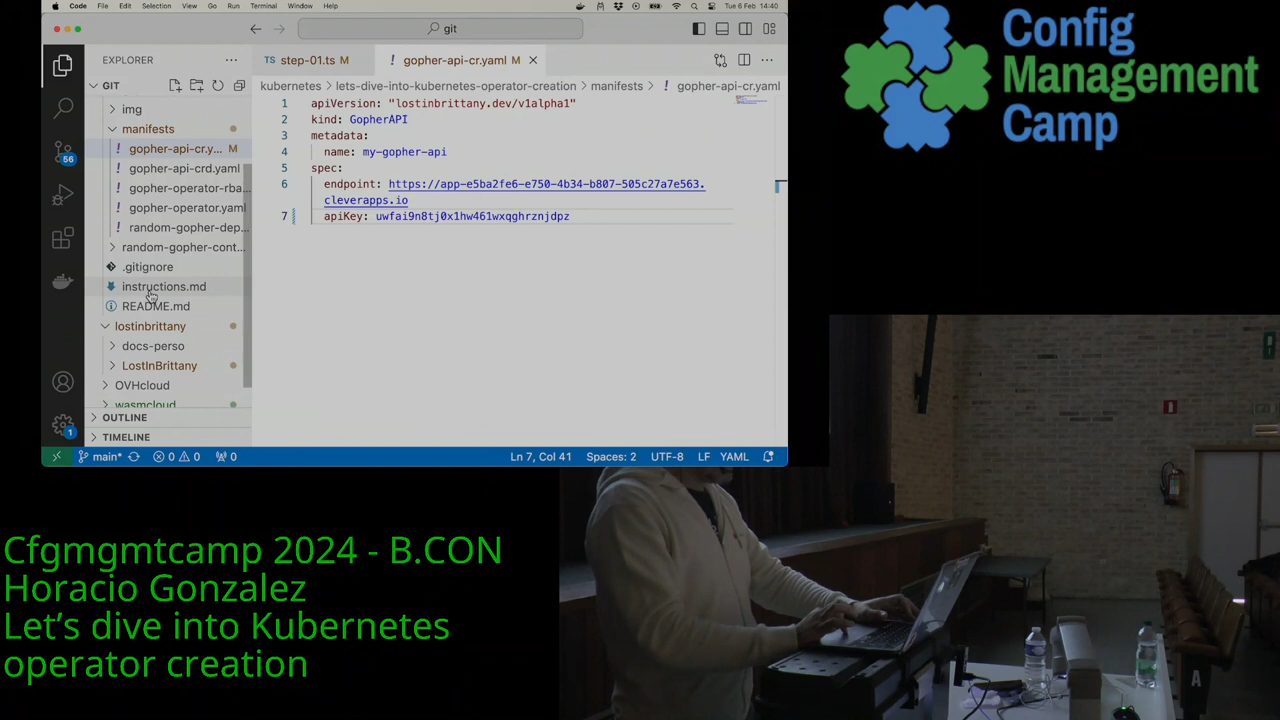 Code File Edit Selection View Go Run Terminal Window Help Tue 6 Feb 14:40
git
EXPLORER
TS step-01.ts M
! gopher-api-cr.yaml M
GIT
kubernetes > lets-dive-into-kubernetes-operator-creation > manifests > ! gopher-api-cr.yaml
img
manifests
! gopher-api-cr.y... M
! gopher-api-crd.yaml
! gopher-operator-rba...
! gopher-operator.yaml
! random-gopher-dep...
random-gopher-cont...
.gitignore
instructions.md
README.md
lostinbrittany
docs-perso
LostInBrittany
OVHcloud
wasmcloud
OUTLINE
TIMELINE
56
1
1 apiVersion: "lostinbrittany.dev/v1alpha1"
2 kind: GopherAPI
3 metadata:
4 name: my-gopher-api
5 spec:
6 endpoint: https://app-e5ba2fe6-e750-4b34-b807-505c27a7e563.
cleverapps.io
7 apiKey: uwfai9n8tj0x1hw461wxqghrznjdpz
main* 0 0 0 Ln 7, Col 41 Spaces: 2 UTF-8 LF YAML
Config
Management
Camp
A
Cfgmgmtcamp 2024 - B.CON
Horacio Gonzalez
Let's dive into Kubernetes
operator creation